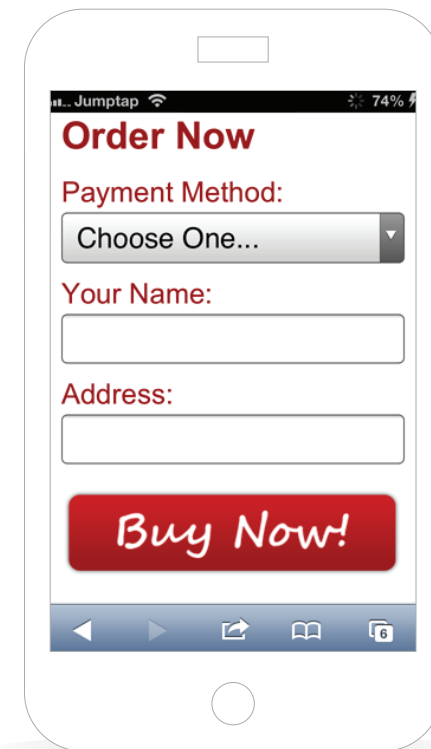 Jumptap 74%
Order Now
Payment Method:
Choose One...
Your Name:
Address:
Buy Now!
6